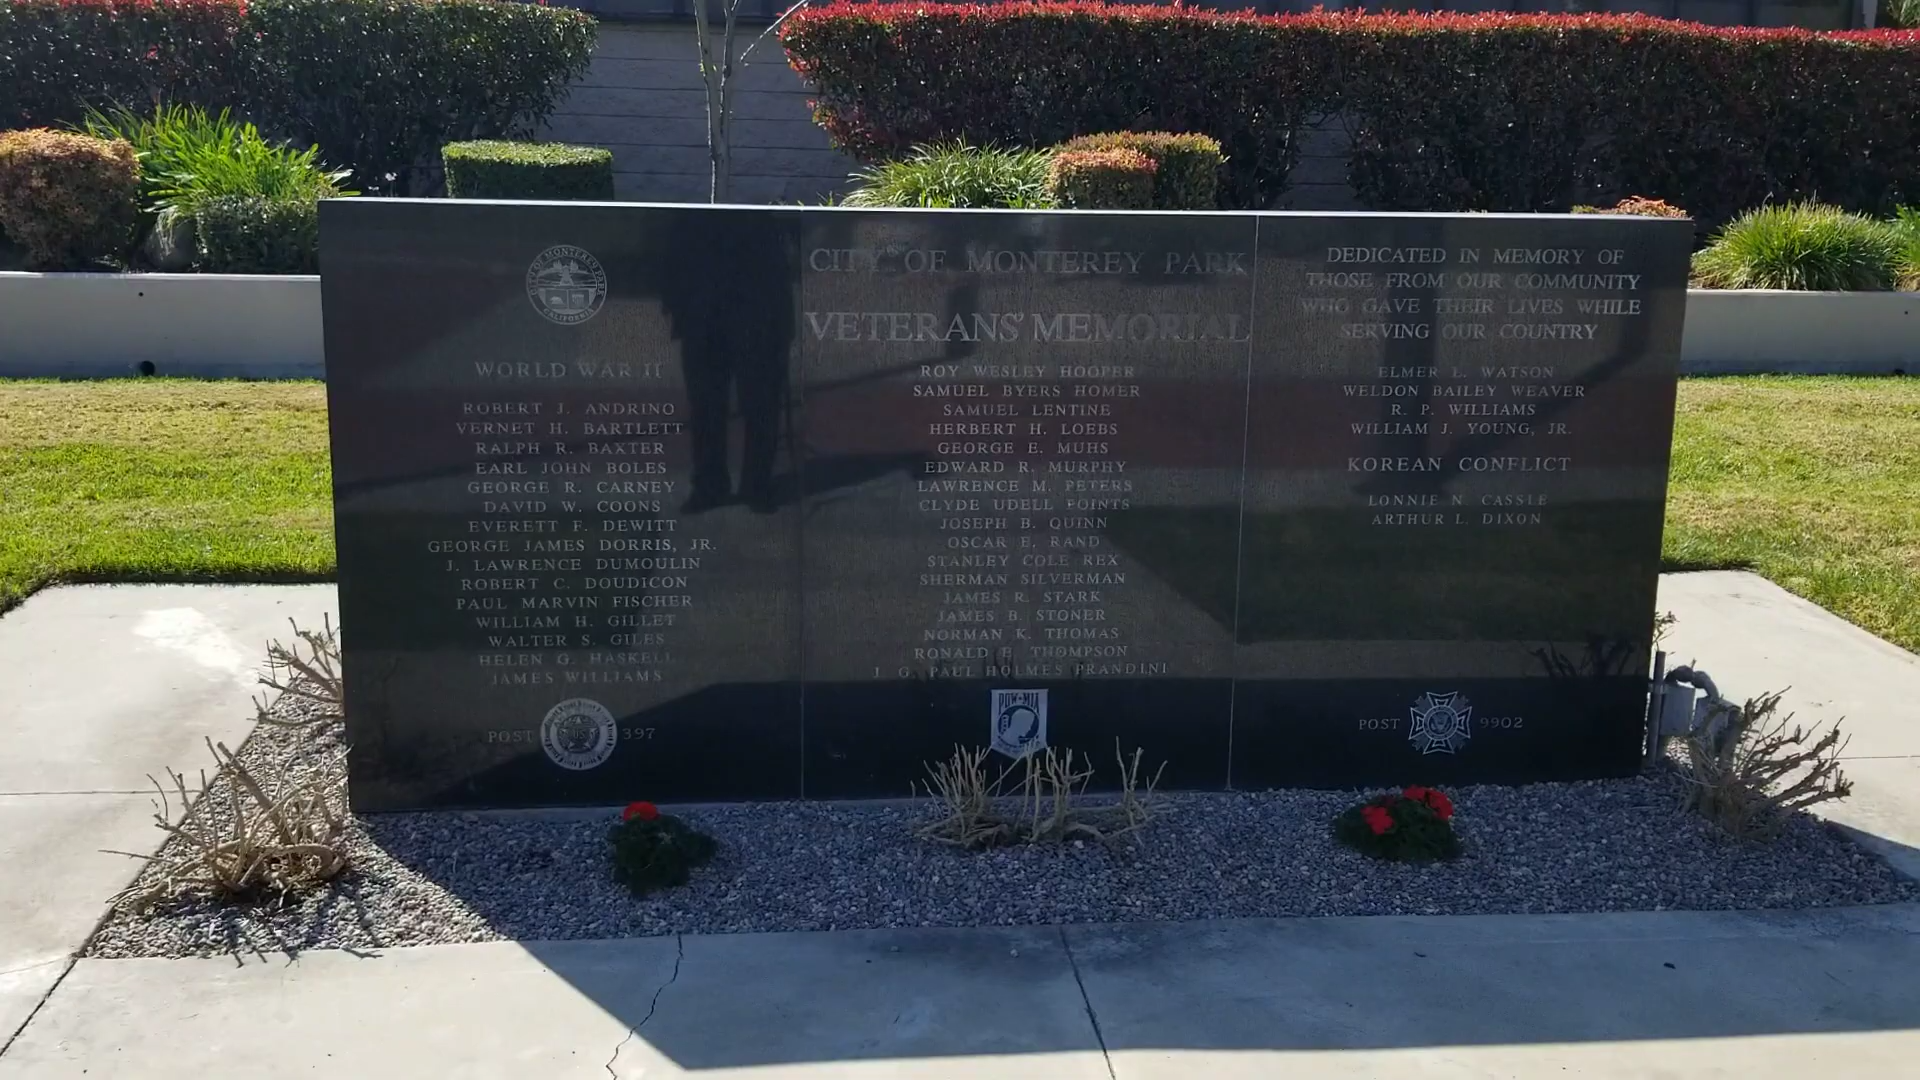 CITY OF MONTEREY PARK
CALIFORNIA
WORLD WAR II
ROBERT J. ANDRINO
VERNET H. BARTLETT
RALPH R. BAXTER
EARL JOHN BOLES
GEORGE R. CARNEY
DAVID W. COONS
EVERETT F. DEWITT
GEORGE JAMES DORRIS, JR.
J. LAWRENCE DUMOULIN
ROBERT C. DOUDICON
PAUL MARVIN FISCHER
WILLIAM H. GILLET
WALTER S. GILES
HELEN G. HASKELL
JAMES WILLIAMS
POST US 397
CITY OF MONTEREY PARK
VETERANS' MEMORIAL
ROY WESLEY HOOPER
SAMUEL BYERS HOMER
SAMUEL LENTINE
HERBERT H. LOEBS
GEORGE E. MUHS
EDWARD R. MURPHY
LAWRENCE M. PETERS
CLYDE UDELL POINTS
JOSEPH B. QUINN
OSCAR E. RAND
STANLEY COLE REX
SHERMAN SILVERMAN
JAMES R. STARK
JAMES B. STONER
NORMAN K. THOMAS
RONALD THOMPSON
J. G. PAUL HOLMES PRANDINI
POW-MIA
DEDICATED IN MEMORY OF
THOSE FROM OUR COMMUNITY
WHO GAVE THEIR LIVES WHILE
SERVING OUR COUNTRY
ELMER L. WATSON
WELDON BAILEY WEAVER
R. P. WILLIAMS
WILLIAM J. YOUNG, JR.
KOREAN CONFLICT
LONNIE N. CASSLE
ARTHUR L. DIXON
POST 9902